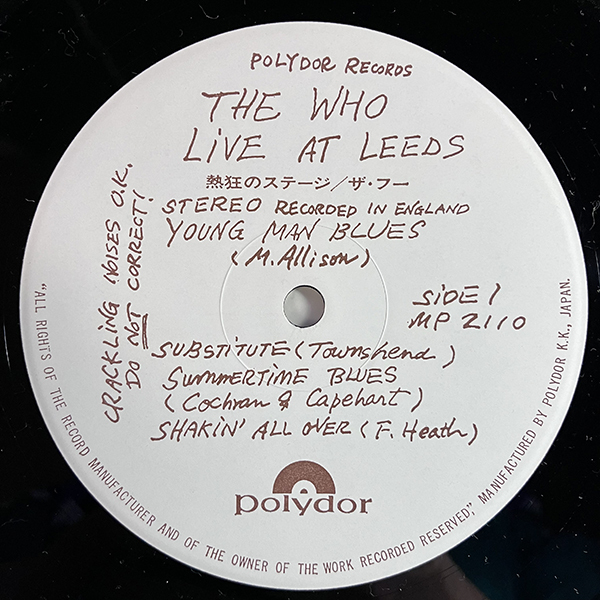 POLYDOR RECORDS
THE WHO
LIVE AT LEEDS
熱狂のステージ/ザ・フー
STEREO RECORDED IN ENGLAND
YOUNG MAN BLUES
(M. Allison)
SIDE 1
MP 2110
SUBSTITUTE (Townshend)
SUMMERTIME BLUES
(Cochran & Capehart)
SHAKIN' ALL OVER (F. Heath)
CRACKLING NOISES O.K.
DO NOT CORRECT!
polydor
"ALL RIGHTS OF THE RECORD MANUFACTURER AND OF THE OWNER OF THE WORK RECORDED RESERVED," MANUFACTURED BY POLYDOR K.K., JAPAN.